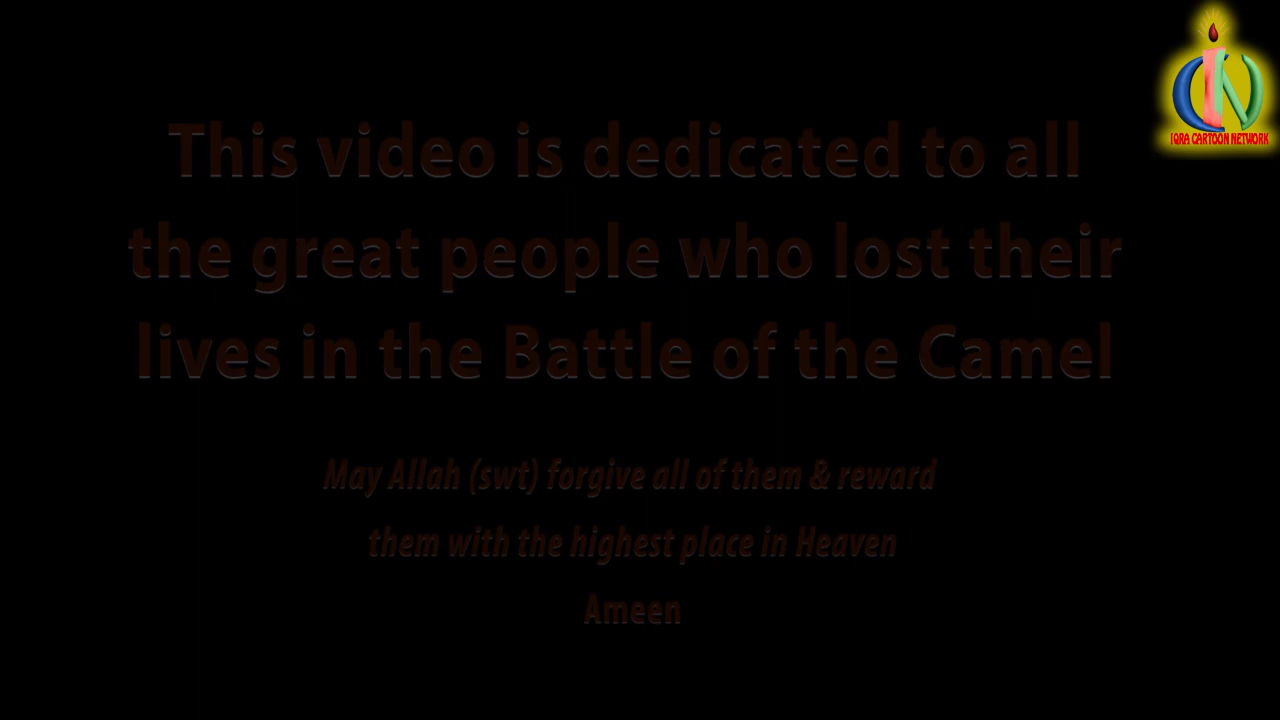 This video is dedicated to all
the great people who lost their
lives in the Battle of the Camel
May Allah (swt) forgive all of them & reward
them with the highest place in Heaven
Ameen
IQRA CARTOON NETWORK